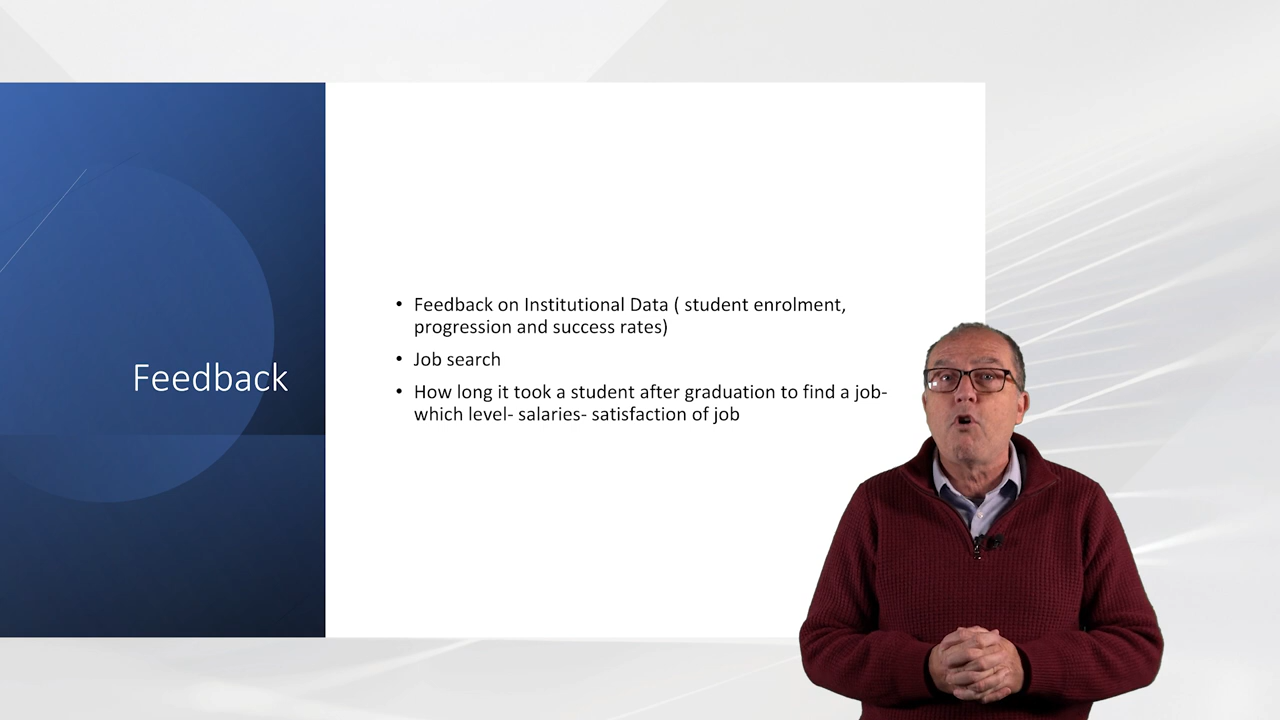 Feedback
• Feedback on Institutional Data ( student enrolment,
progression and success rates)
• Job search
• How long it took a student after graduation to find a job-
which level- salaries- satisfaction of job